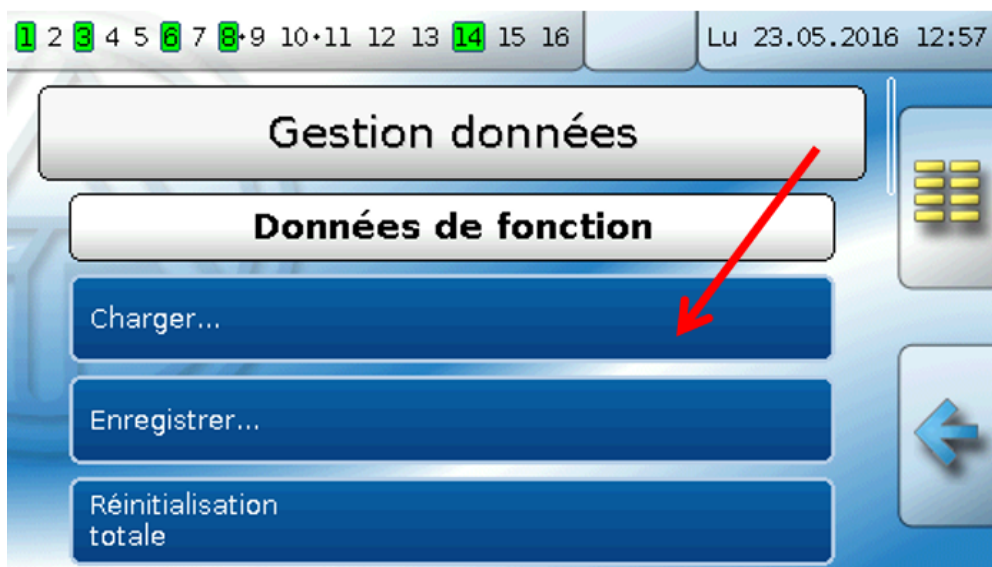 1 2 3 4 5 6 7 8·9 10·11 12 13 14 15 16 Lu 23.05.2016 12:57
Gestion données
Données de fonction
Charger...
Enregistrer...
Réinitialisation
totale